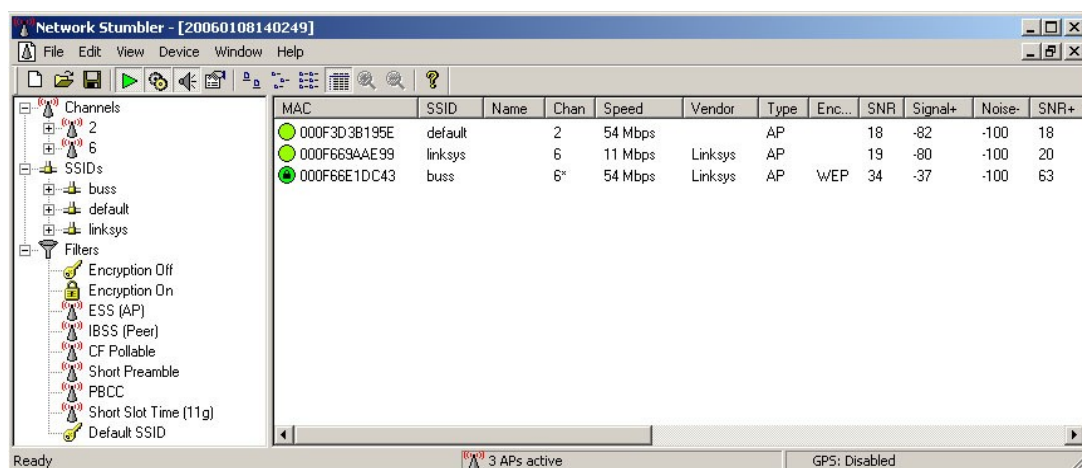 Network Stumbler - [20060108140249]
File Edit View Device Window Help
Channels
2
6
SSIDs
buss
default
linksys
Filters
Encryption Off
Encryption On
ESS (AP)
IBSS (Peer)
CF Pollable
Short Preamble
PBCC
Short Slot Time (11g)
Default SSID
MAC SSID Name Chan Speed Vendor Type Enc... SNR Signal+ Noise- SNR+
000F3D3B195E default 2 54 Mbps AP 18 -82 -100 18
000F669AAE99 linksys 6 11 Mbps Linksys AP 19 -80 -100 20
000F66E1DC43 buss 6* 54 Mbps Linksys AP WEP 34 -37 -100 63
Ready 3 APs active GPS: Disabled